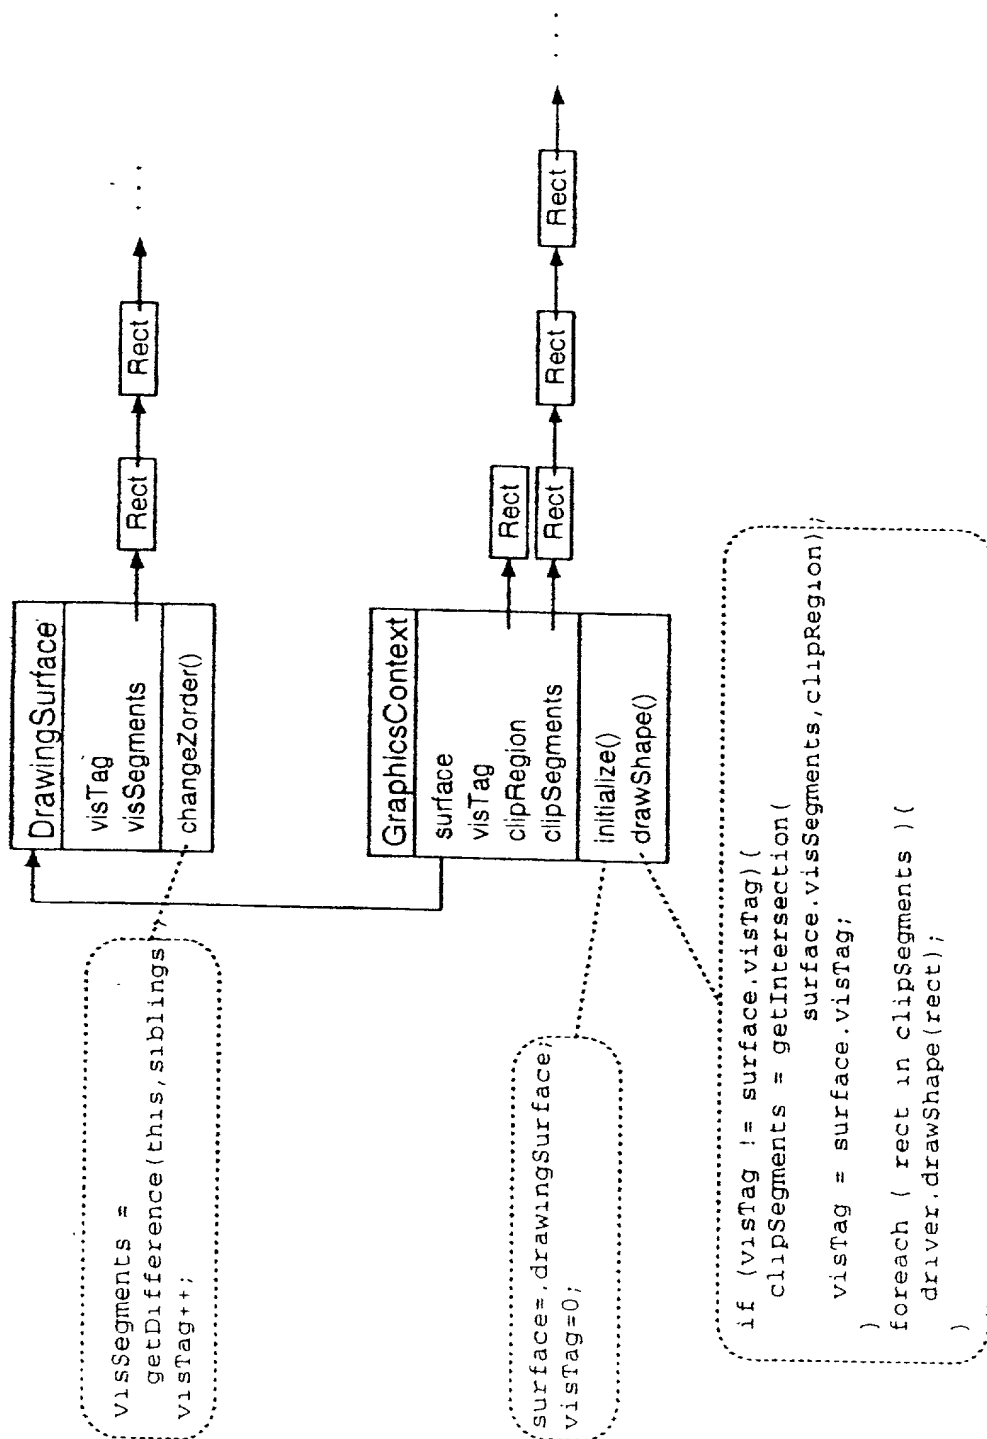 DrawingSurface
visTag
visSegments
changeZorder()
Rect
Rect
. . .
visSegments =
getDifference(this,siblings);
visTag++;
GraphicsContext
surface
visTag
clipRegion
clipSegments
initialize()
drawShape()
Rect
Rect
Rect
Rect
. . .
surface=.drawingSurface;
visTag=0;
if (visTag != surface.visTag){
clipSegments = getIntersection(
surface.visSegments,clipRegion);
visTag = surface.visTag;
}
foreach ( rect in clipSegments ){
driver.drawShape(rect);
}